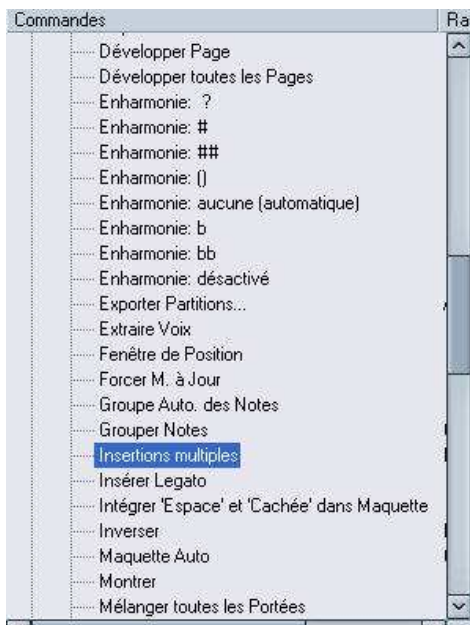 Commandes Ra
Développer Page
Développer toutes les Pages
Enharmonie: ?
Enharmonie: #
Enharmonie: ##
Enharmonie: ()
Enharmonie: aucune (automatique)
Enharmonie: b
Enharmonie: bb
Enharmonie: désactivé
Exporter Partitions...
Extraire Voix
Fenêtre de Position
Forcer M. à Jour
Groupe Auto. des Notes
Grouper Notes
Insertions multiples
Insérer Legato
Intégrer 'Espace' et 'Cachée' dans Maquette
Inverser
Maquette Auto
Montrer
Mélanger toutes les Portées